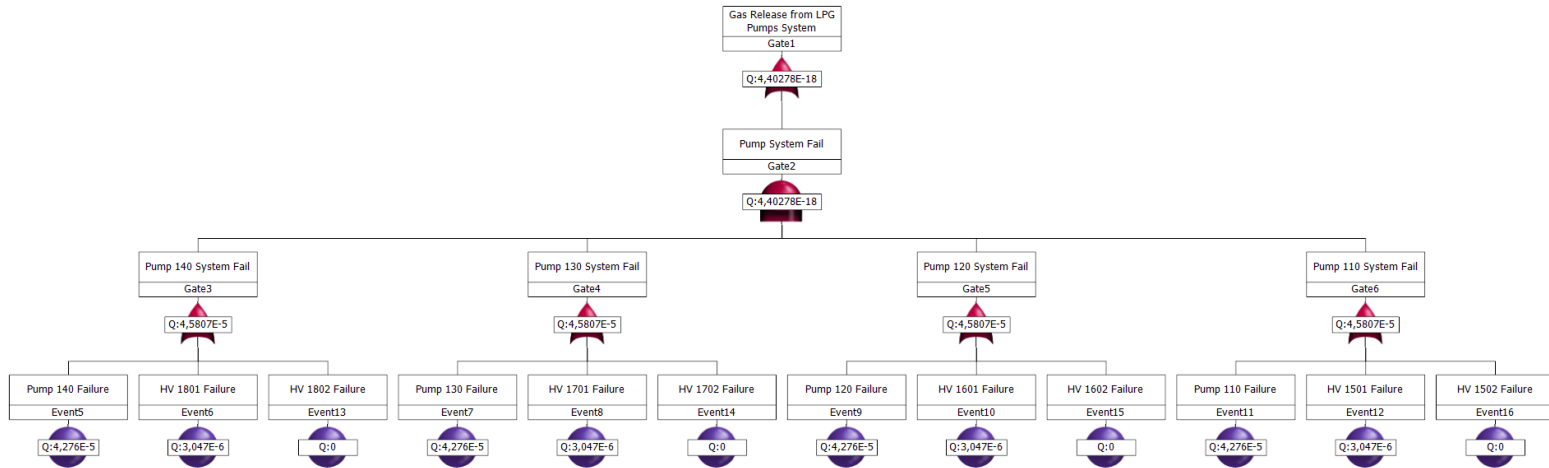 Gas Release from LPG
Pumps System
Gate1
Q:4,40278E-18
Pump System Fail
Gate2
Q:4,40278E-18
Pump 140 System Fail
Gate3
Q:4,5807E-5
Pump 130 System Fail
Gate4
Q:4,5807E-5
Pump 120 System Fail
Gate5
Q:4,5807E-5
Pump 110 System Fail
Gate6
Q:4,5807E-5
Pump 140 Failure
Event5
Q:4,276E-5
HV 1801 Failure
Event6
Q:3,047E-6
HV 1802 Failure
Event13
Q:0
Pump 130 Failure
Event7
Q:4,276E-5
HV 1701 Failure
Event8
Q:3,047E-6
HV 1702 Failure
Event14
Q:0
Pump 120 Failure
Event9
Q:4,276E-5
HV 1601 Failure
Event10
Q:3,047E-6
HV 1602 Failure
Event15
Q:0
Pump 110 Failure
Event11
Q:4,276E-5
HV 1501 Failure
Event12
Q:3,047E-6
HV 1502 Failure
Event16
Q:0